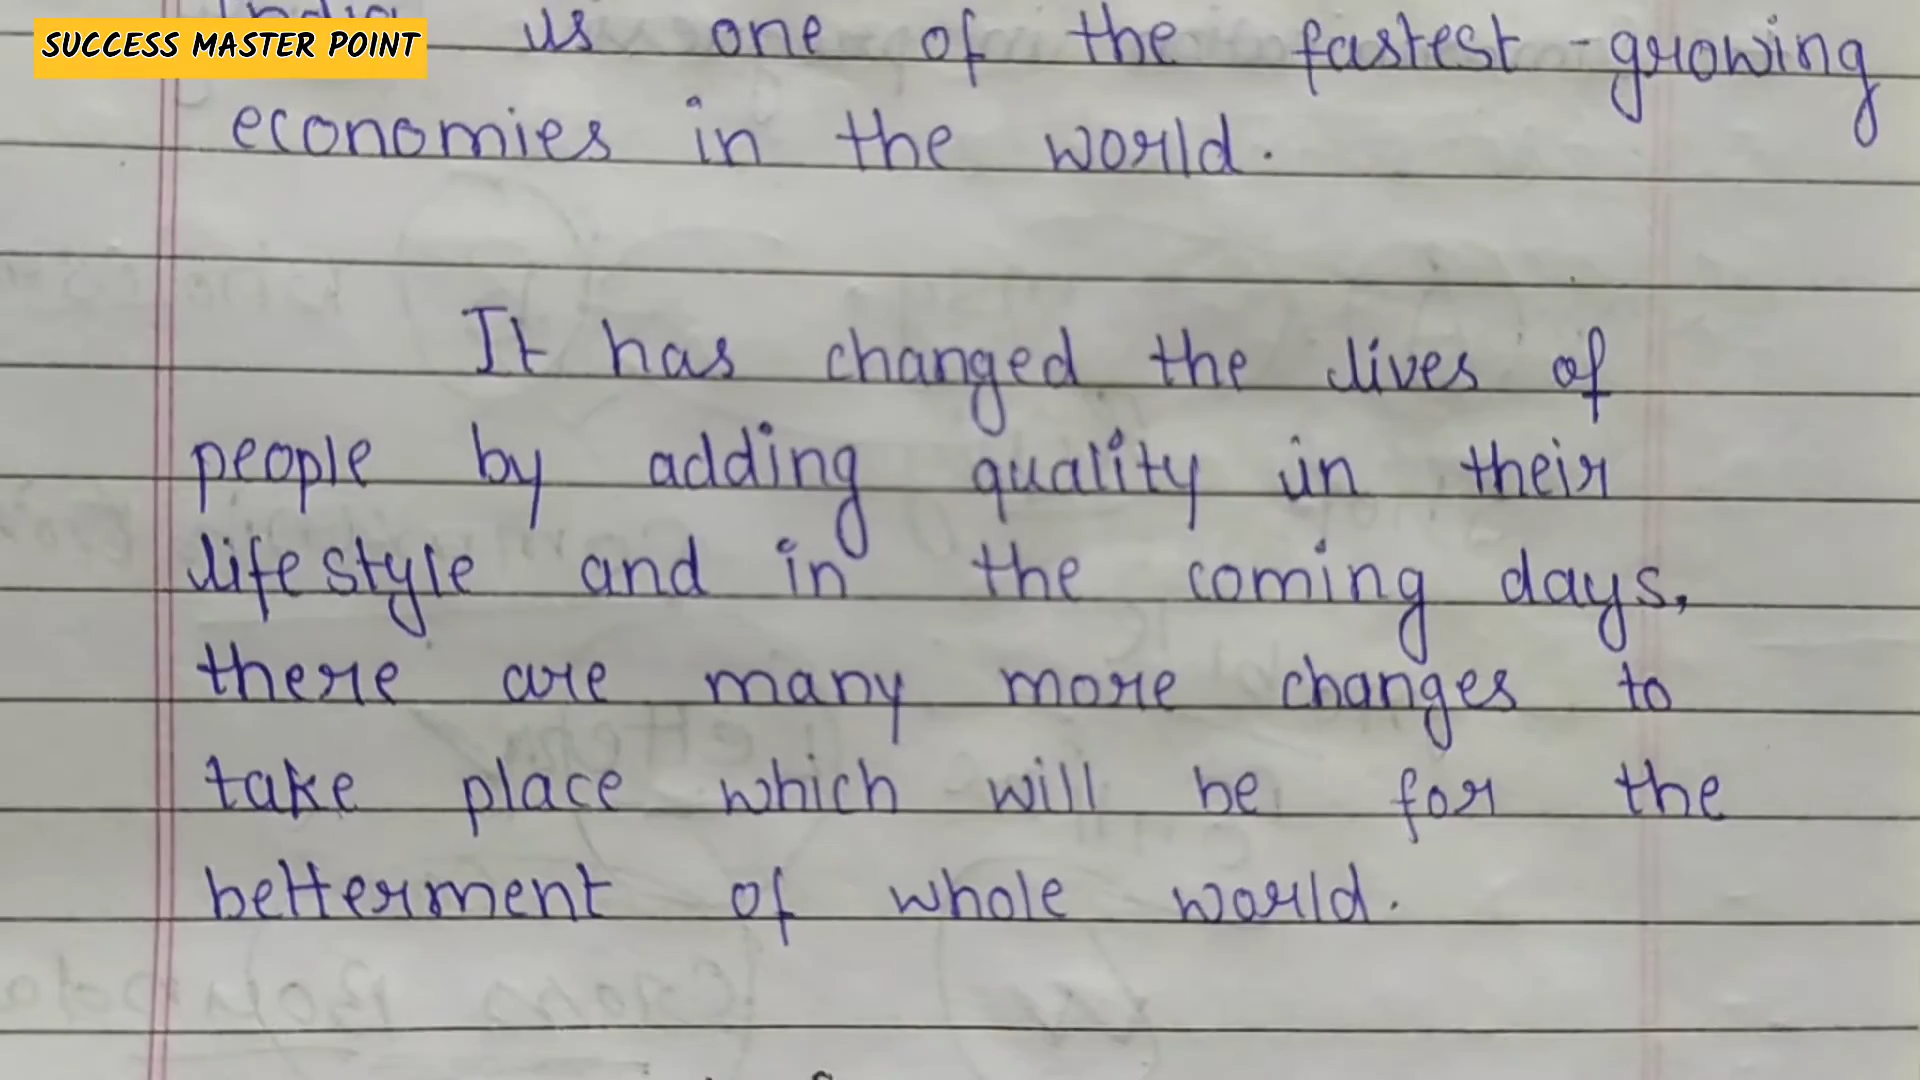 SUCCESS MASTER POINT
India is one of the fastest-growing
economies in the world.
It has changed the lives of
people by adding quality in their
lifestyle and in the coming days,
there are many more changes to
take place which will be for the
betterment of whole world.